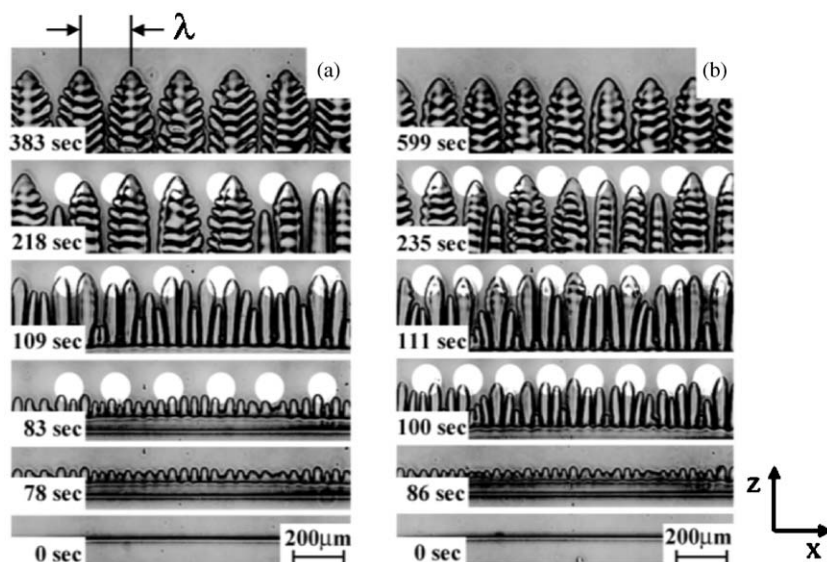 λ
(a)
383 sec
218 sec
109 sec
83 sec
78 sec
0 sec
200μm
(b)
599 sec
235 sec
111 sec
100 sec
86 sec
0 sec
200μm
z
x